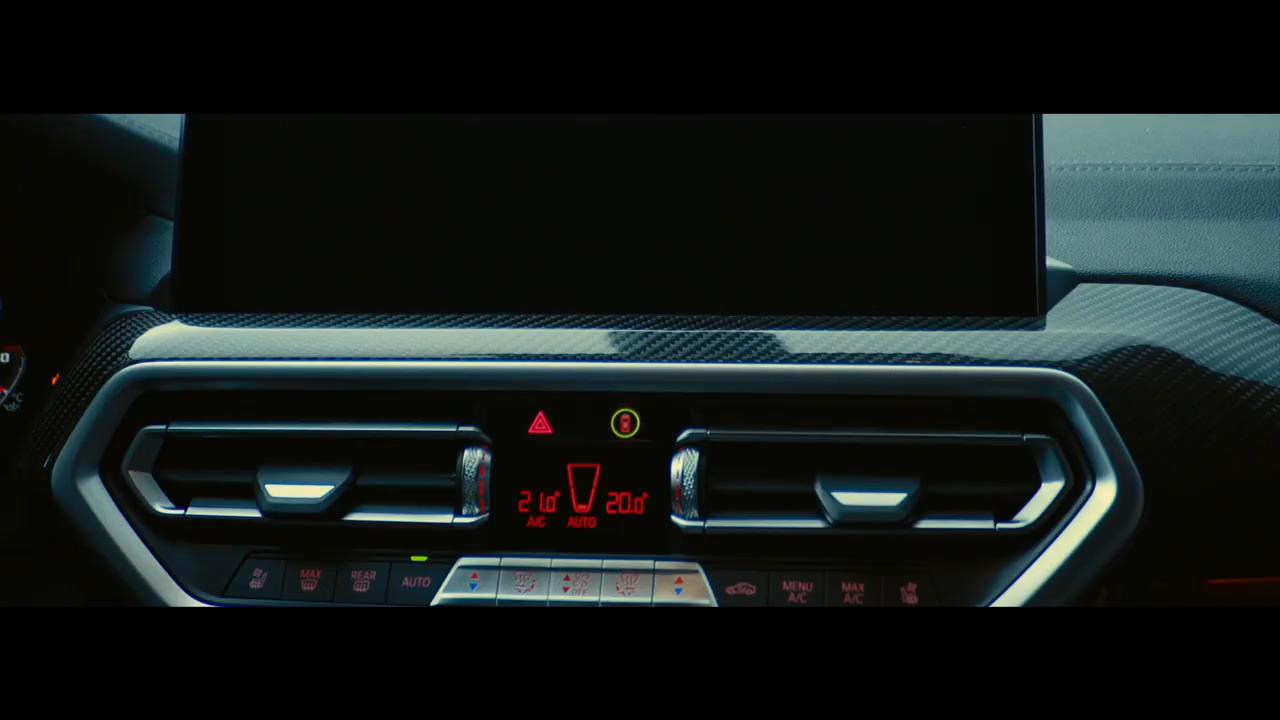 21.0° 20.0°
A/C AUTO
MAX REAR AUTO
OFF
MENU A/C MAX A/C